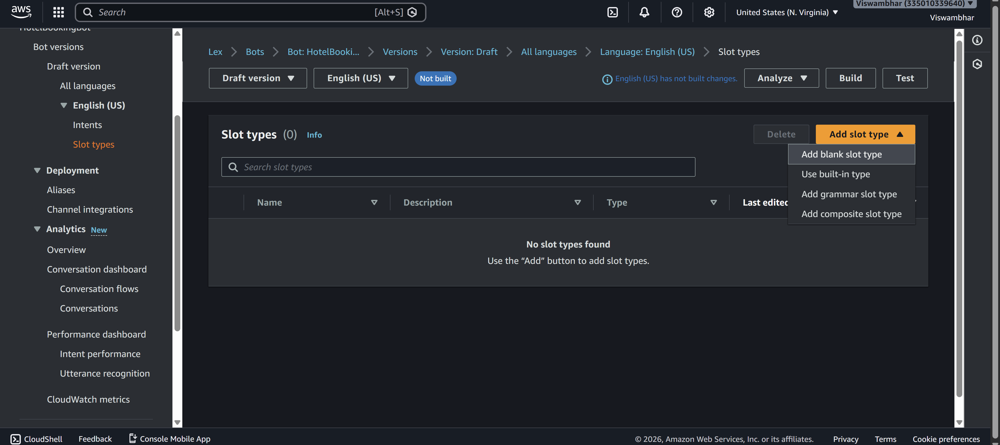 aws
Search [Alt+S]
United States (N. Virginia)
Viswambhar (335010339640)
Viswambhar
HotelBookingBot
Bot versions
Draft version
All languages
English (US)
Intents
Slot types
Deployment
Aliases
Channel integrations
Analytics New
Overview
Conversation dashboard
Conversation flows
Conversations
Performance dashboard
Intent performance
Utterance recognition
CloudWatch metrics
Lex Bots Bot: HotelBooki... Versions Version: Draft All languages Language: English (US) Slot types
Draft version English (US) Not built English (US) has not built changes. Analyze Build Test
Slot types (0) Info Delete Add slot type
Add blank slot type
Use built-in type
Add grammar slot type
Add composite slot type
Search slot types
Name Description Type Last edited
No slot types found
Use the “Add” button to add slot types.
CloudShell Feedback Console Mobile App © 2026, Amazon Web Services, Inc. or its affiliates. Privacy Terms Cookie preferences